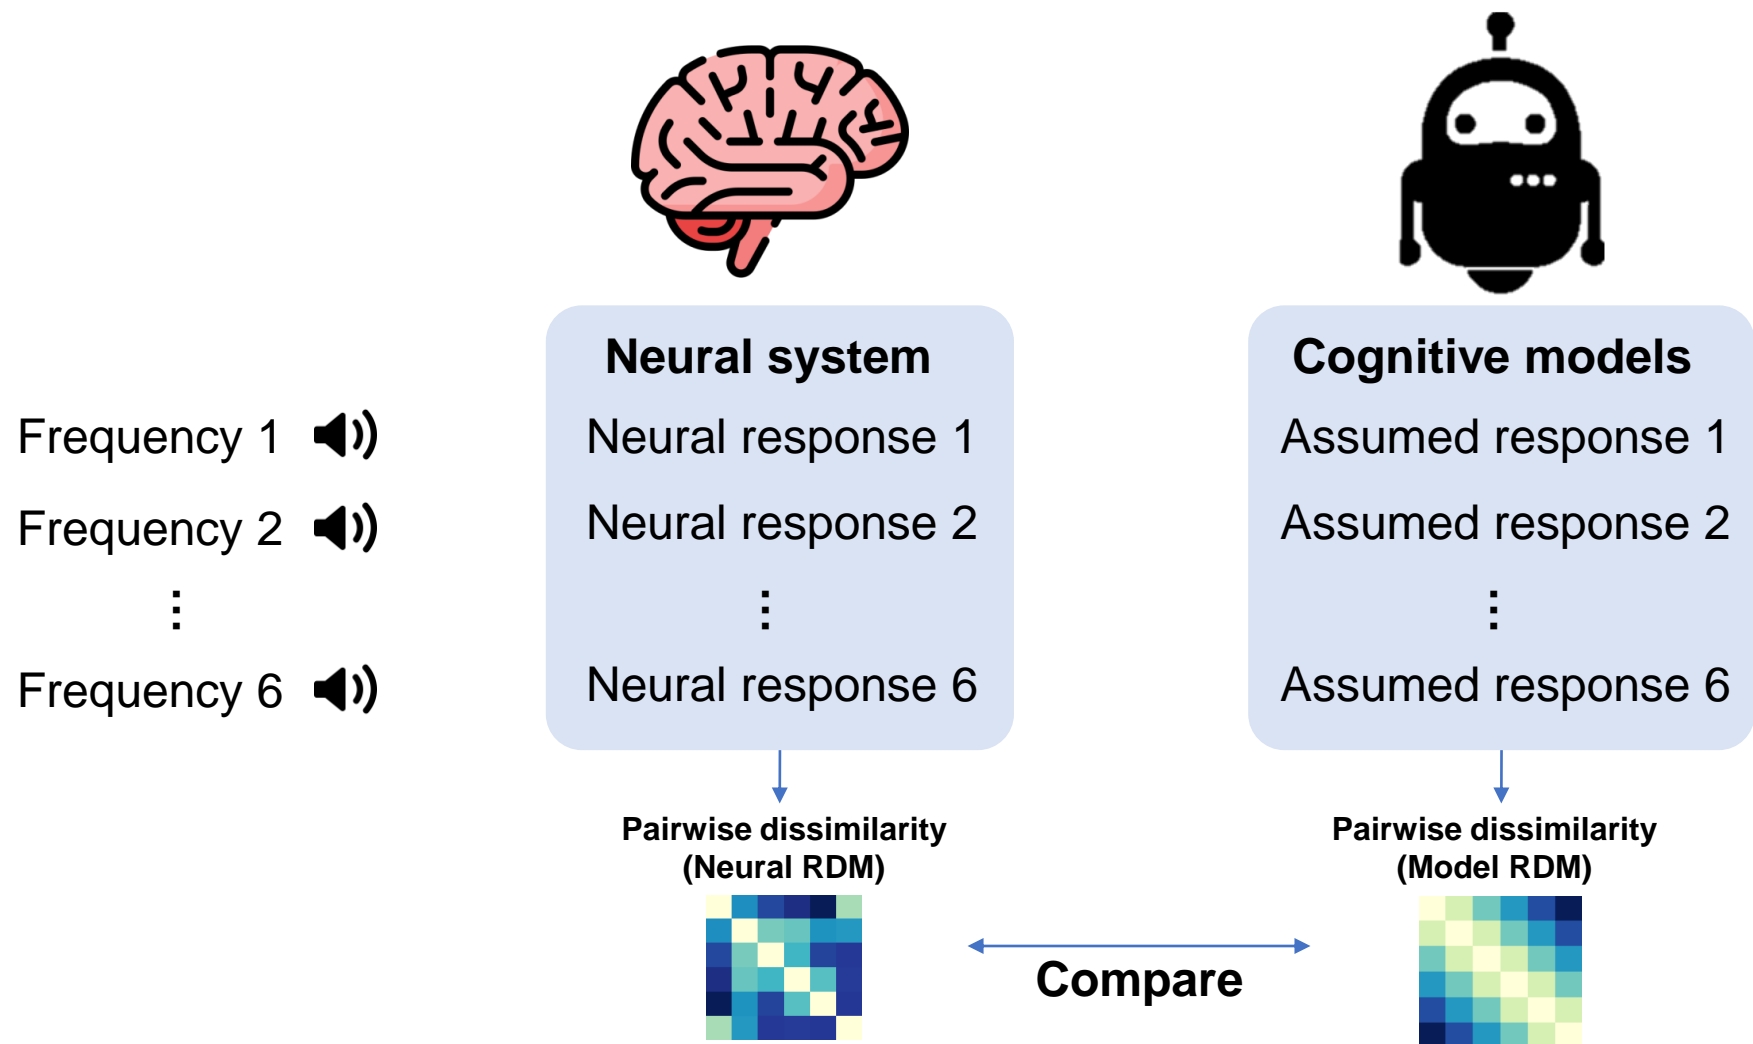 Neural system
Cognitive models
Frequency 1
Neural response 1
Assumed response 1
Frequency 2
Neural response 2
Assumed response 2
⋮
⋮
⋮
Frequency 6
Neural response 6
Assumed response 6
Pairwise dissimilarity
(Neural RDM)
Pairwise dissimilarity
(Model RDM)
Compare